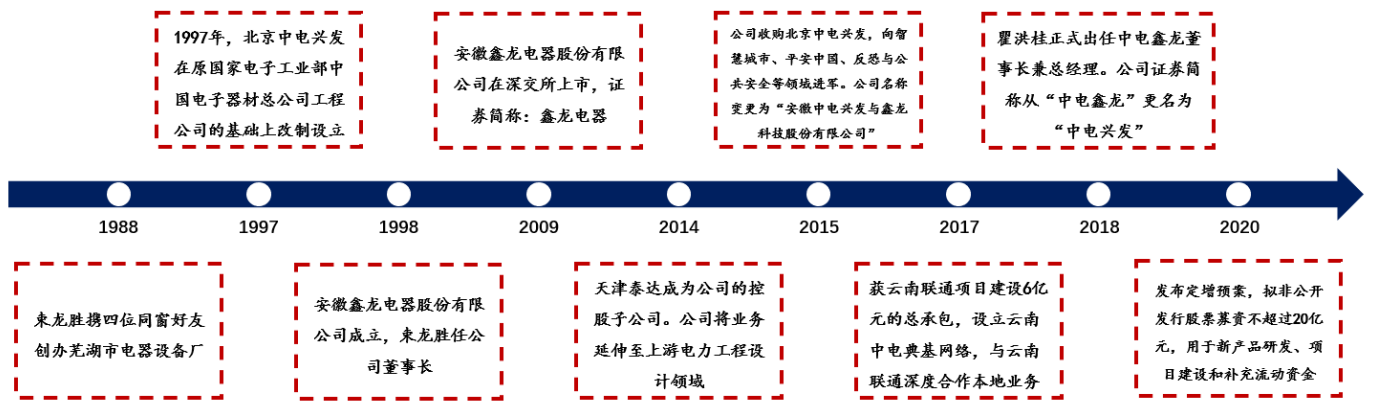 1997年，北京中电兴发
在原国家电子工业部中
国电子器材总公司工程
公司的基础上改制设立
安徽鑫龙电器股份有限
公司在深交所上市，证
券简称：鑫龙电器
公司收购北京中电兴发，向智
慧城市、平安中国、反恐与公
共安全等领域进军。公司名称
变更为“安徽中电兴发与鑫龙
科技股份有限公司”
瞿洪桂正式出任中电鑫龙董
事长兼总经理。公司证券简
称从“中电鑫龙”更名为
“中电兴发”
1988
1997
1998
2009
2014
2015
2017
2018
2020
束龙胜携四位同窗好友
创办芜湖市电器设备厂
安徽鑫龙电器股份有限
公司成立，束龙胜任公
司董事长
天津泰达成为公司的控
股子公司。公司将业务
延伸至上游电力工程设
计领域
获云南联通项目建设6亿
元的总承包，设立云南
中电典基网络，与云南
联通深度合作本地业务
发布定增预案，拟非公开
发行股票募资不超过20亿
元，用于新产品研发、项
目建设和补充流动资金